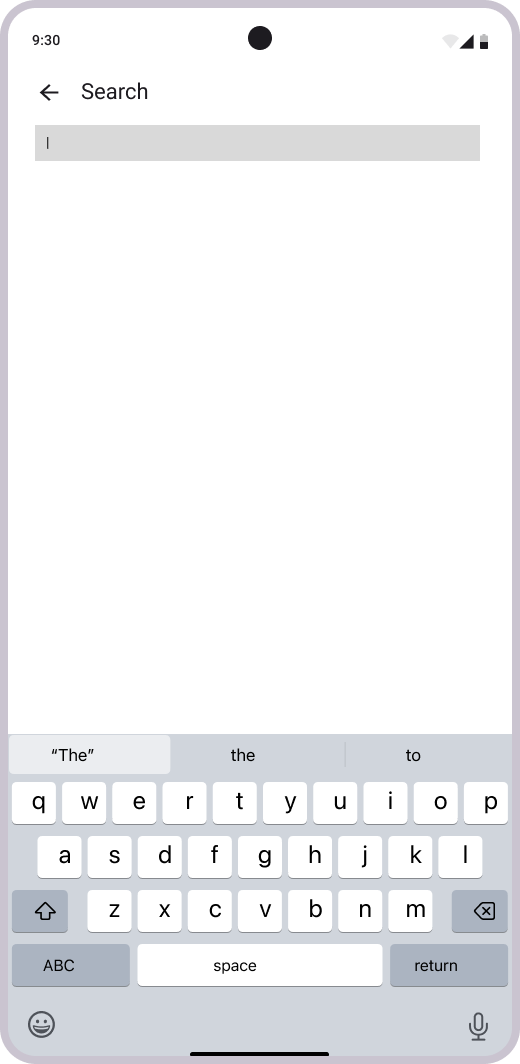 9:30
Search
“The” the to
q w e r t y u i o p
a s d f g h j k l
z x c v b n m
ABC space return